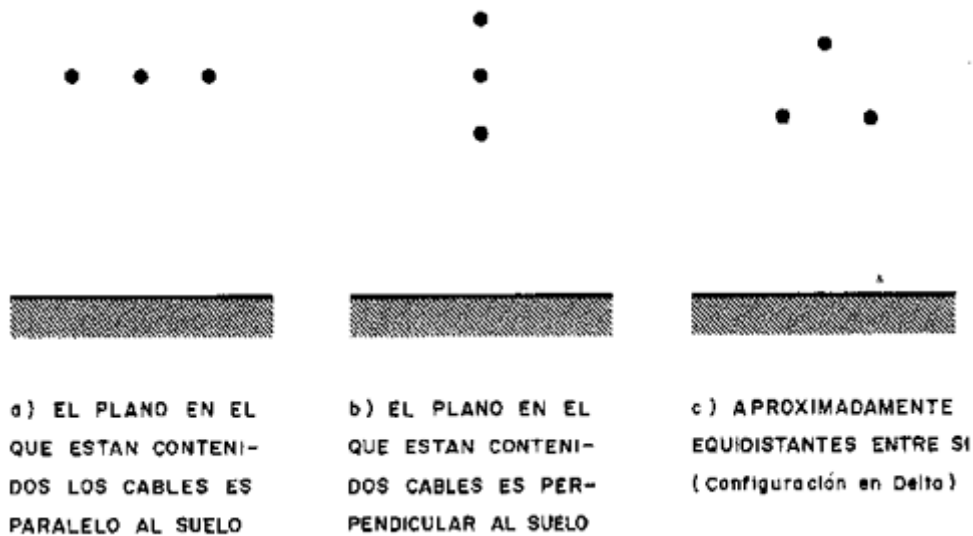 a) EL PLANO EN EL
QUE ESTAN CONTENI-
DOS LOS CABLES ES
PARALELO AL SUELO
b) EL PLANO EN EL
QUE ESTAN CONTENI-
DOS CABLES ES PER-
PENDICULAR AL SUELO
c) APROXIMADAMENTE
EQUIDISTANTES ENTRE SI
(Configuración en Delta)